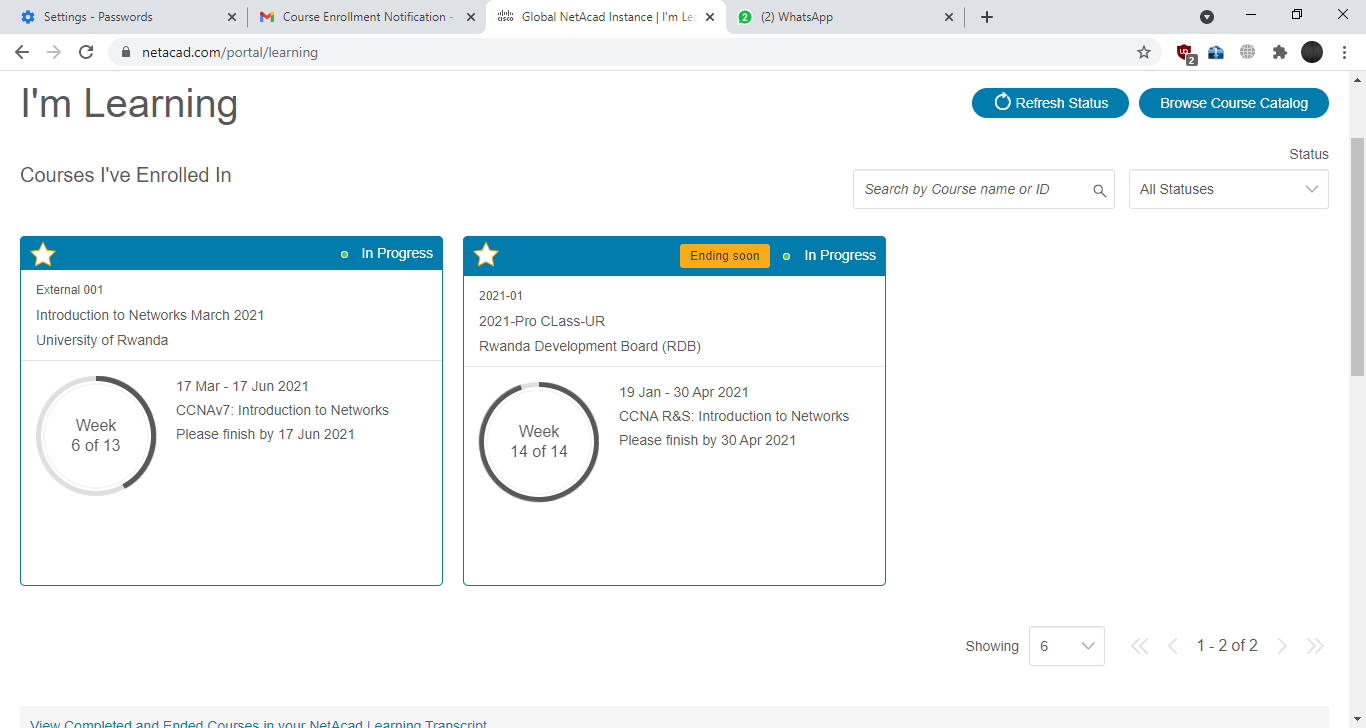 Settings - Passwords
Course Enrollment Notification -
Global NetAcad Instance | I'm Le
2
(2) WhatsApp
netacad.com/portal/learning
2
I'm Learning
Refresh Status
Browse Course Catalog
Status
Courses I've Enrolled In
Search by Course name or ID
All Statuses
In Progress
External 001
Introduction to Networks March 2021
University of Rwanda
Week
6 of 13
17 Mar - 17 Jun 2021
CCNAv7: Introduction to Networks
Please finish by 17 Jun 2021
Ending soon
In Progress
2021-01
2021-Pro CLass-UR
Rwanda Development Board (RDB)
Week
14 of 14
19 Jan - 30 Apr 2021
CCNA R&S: Introduction to Networks
Please finish by 30 Apr 2021
Showing
6
1 - 2 of 2
View Completed and Ended Courses in your NetAcad Learning Transcript